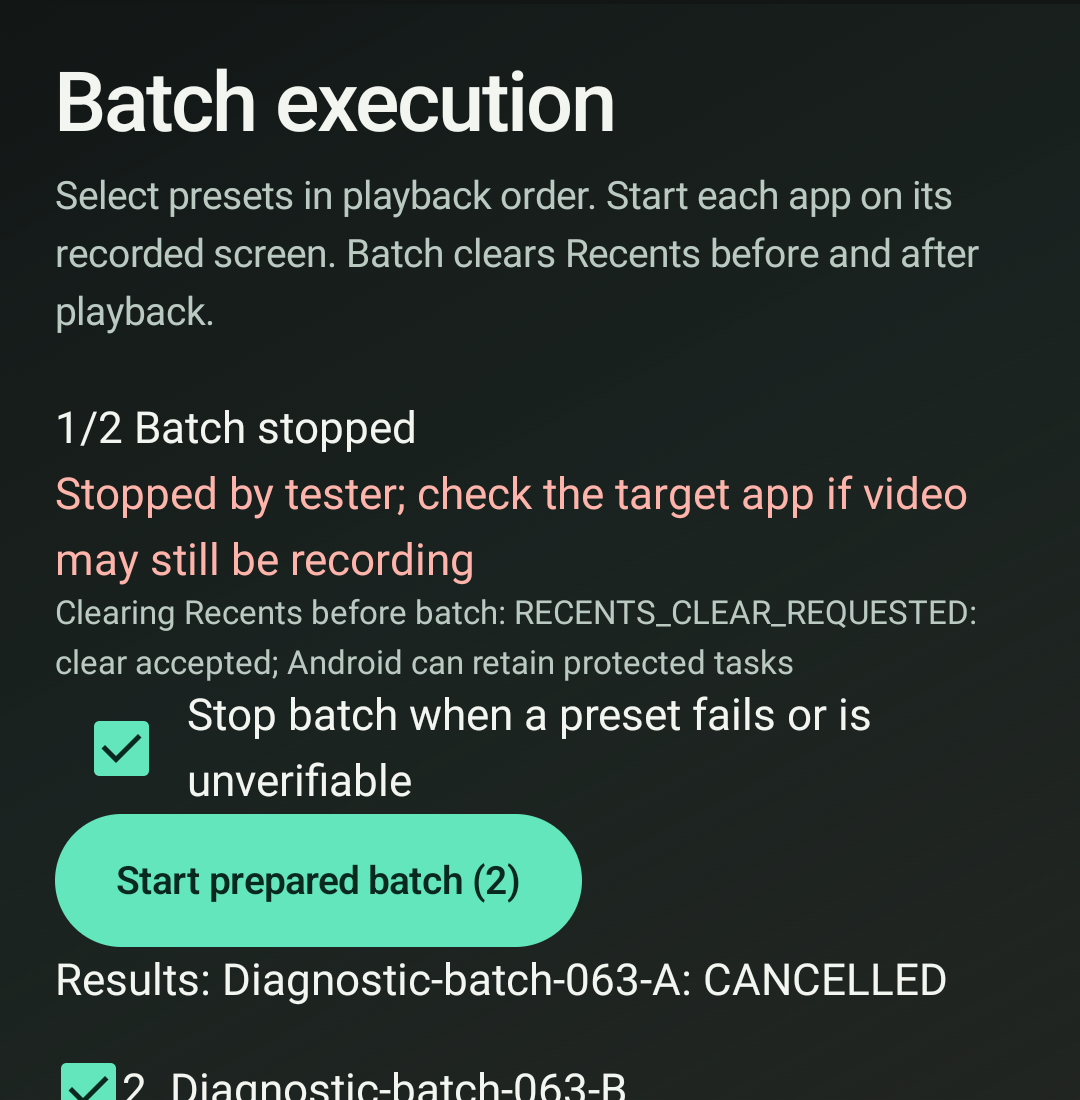 Batch execution
Select presets in playback order. Start each app on its
recorded screen. Batch clears Recents before and after
playback.
1/2 Batch stopped
Stopped by tester; check the target app if video
may still be recording
Clearing Recents before batch: RECENTS_CLEAR_REQUESTED:
clear accepted; Android can retain protected tasks
Stop batch when a preset fails or is
unverifiable
Start prepared batch (2)
Results: Diagnostic-batch-063-A: CANCELLED
2. Diagnostic-batch-063-B